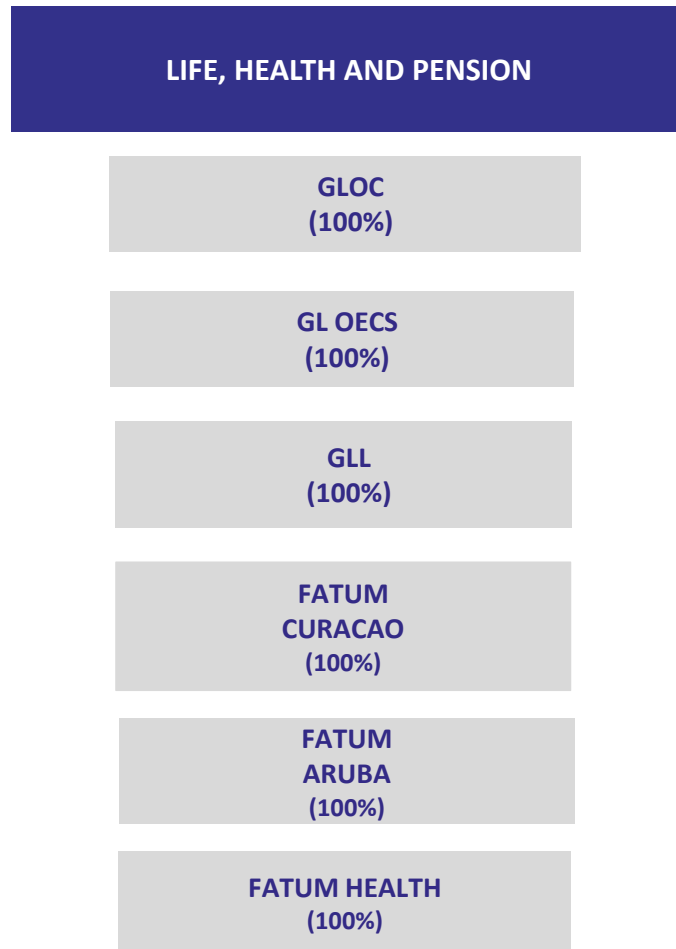 LIFE, HEALTH AND PENSION
GLOC
(100%)
GL OECS
(100%)
GLL
(100%)
FATUM
CURACAO
(100%)
FATUM
ARUBA
(100%)
FATUM HEALTH
(100%)